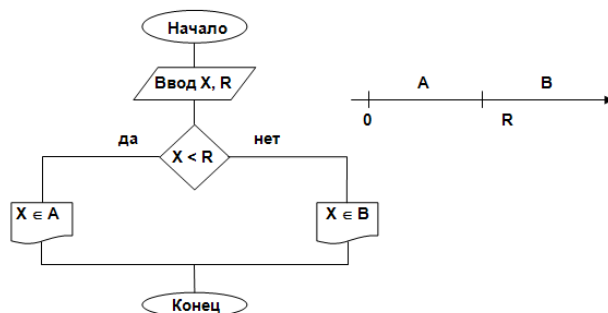 Начало
Ввод X, R
A B
0 R
да нет
X < R
X ∈ A X ∈ B
Конец